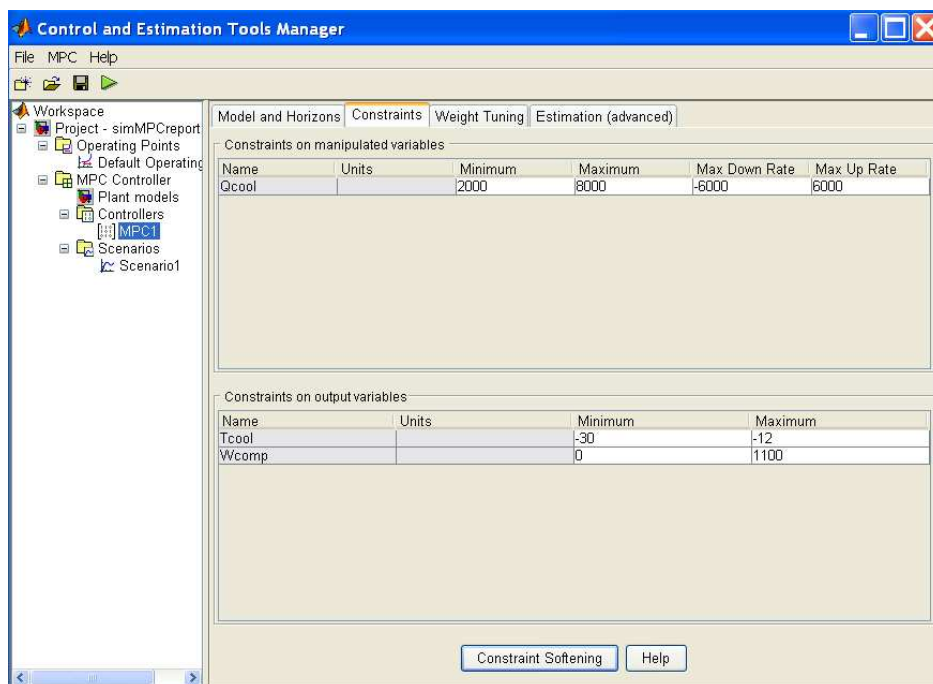 Control and Estimation Tools Manager
File MPC Help
Workspace
Project - simMPCreport
Operating Points
Default Operating
MPC Controller
Plant models
Controllers
MPC1
Scenarios
Scenario1
Model and Horizons Constraints Weight Tuning Estimation (advanced)
Constraints on manipulated variables
Name Units Minimum Maximum Max Down Rate Max Up Rate
Qcool 2000 8000 -6000 6000
Constraints on output variables
Name Units Minimum Maximum
Tcool -30 -12
Wcomp 0 1100
Constraint Softening Help